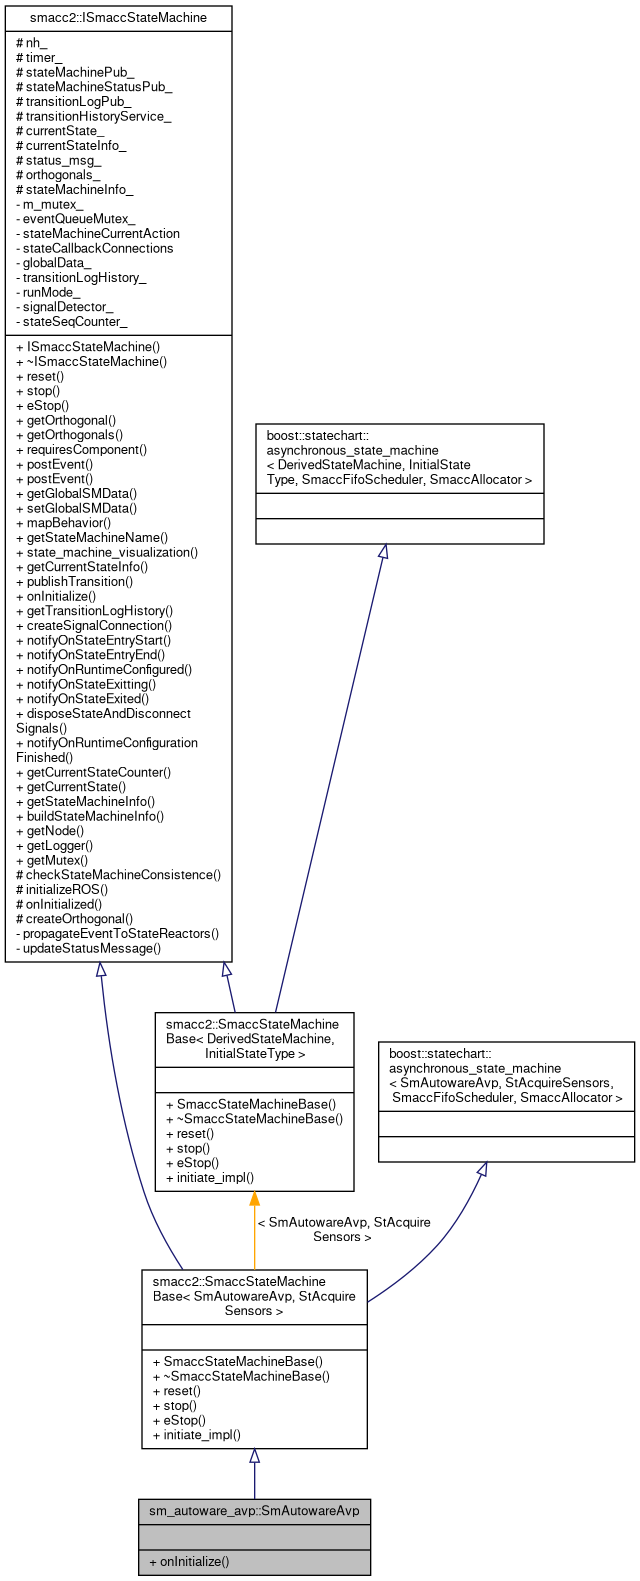 smacc2::ISmaccStateMachine
# nh_
# timer_
# stateMachinePub_
# stateMachineStatusPub_
# transitionLogPub_
# transitionHistoryService_
# currentState_
# currentStateInfo_
# status_msg_
# orthogonals_
# stateMachineInfo_
- m_mutex_
- eventQueueMutex_
- stateMachineCurrentAction
- stateCallbackConnections
- globalData_
- transitionLogHistory_
- runMode_
- signalDetector_
- stateSeqCounter_
+ ISmaccStateMachine()
+ ~ISmaccStateMachine()
+ reset()
+ stop()
+ eStop()
+ getOrthogonal()
+ getOrthogonals()
+ requiresComponent()
+ postEvent()
+ postEvent()
+ getGlobalSMData()
+ setGlobalSMData()
+ mapBehavior()
+ getStateMachineName()
+ state_machine_visualization()
+ getCurrentStateInfo()
+ publishTransition()
+ onInitialize()
+ getTransitionLogHistory()
+ createSignalConnection()
+ notifyOnStateEntryStart()
+ notifyOnStateEntryEnd()
+ notifyOnRuntimeConfigured()
+ notifyOnStateExitting()
+ notifyOnStateExited()
+ disposeStateAndDisconnect
Signals()
+ notifyOnRuntimeConfiguration
Finished()
+ getCurrentStateCounter()
+ getCurrentState()
+ getStateMachineInfo()
+ buildStateMachineInfo()
+ getNode()
+ getLogger()
+ getMutex()
# checkStateMachineConsistence()
# initializeROS()
# onInitialized()
# createOrthogonal()
- propagateEventToStateReactors()
- updateStatusMessage()
boost::statechart::
asynchronous_state_machine
< DerivedStateMachine, InitialState
Type, SmaccFifoScheduler, SmaccAllocator >
smacc2::SmaccStateMachine
Base< DerivedStateMachine,
InitialStateType >
+ SmaccStateMachineBase()
+ ~SmaccStateMachineBase()
+ reset()
+ stop()
+ eStop()
+ initiate_impl()
boost::statechart::
asynchronous_state_machine
< SmAutowareAvp, StAcquireSensors,
SmaccFifoScheduler, SmaccAllocator >
< SmAutowareAvp, StAcquire
Sensors >
smacc2::SmaccStateMachine
Base< SmAutowareAvp, StAcquire
Sensors >
+ SmaccStateMachineBase()
+ ~SmaccStateMachineBase()
+ reset()
+ stop()
+ eStop()
+ initiate_impl()
sm_autoware_avp::SmAutowareAvp
+ onInitialize()